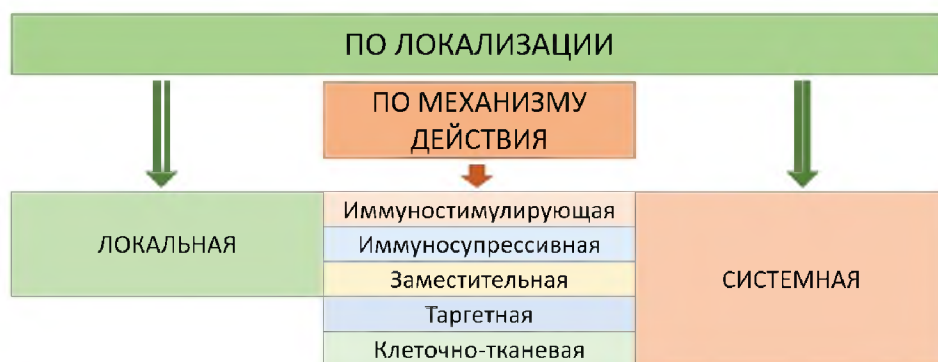 ПО ЛОКАЛИЗАЦИИ
ПО МЕХАНИЗМУ
ДЕЙСТВИЯ
ЛОКАЛЬНАЯ
Иммуностимулирующая
Иммуносупрессивная
Заместительная
Таргетная
Клеточно-тканевая
СИСТЕМНАЯ